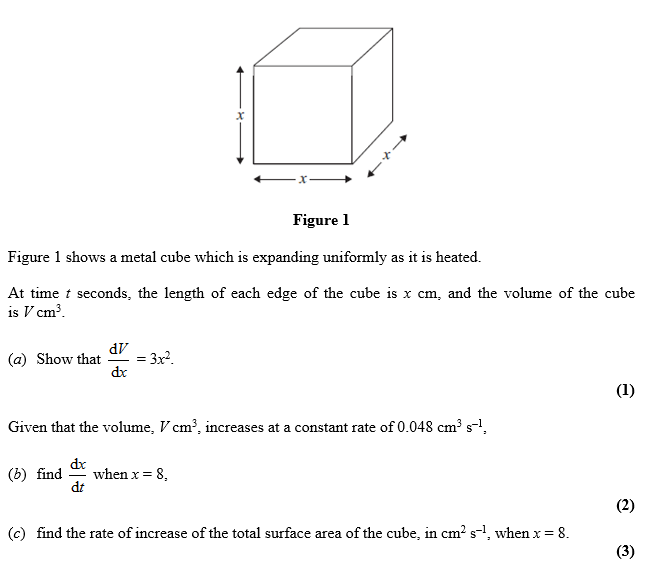 x
x
x
Figure 1
Figure 1 shows a metal cube which is expanding uniformly as it is heated.
At time t seconds, the length of each edge of the cube is x cm, and the volume of the cube
is V cm³.
(a) Show that dV/dx = 3x².
(1)
Given that the volume, V cm³, increases at a constant rate of 0.048 cm³ s⁻¹,
(b) find dx/dt when x = 8,
(2)
(c) find the rate of increase of the total surface area of the cube, in cm² s⁻¹, when x = 8.
(3)